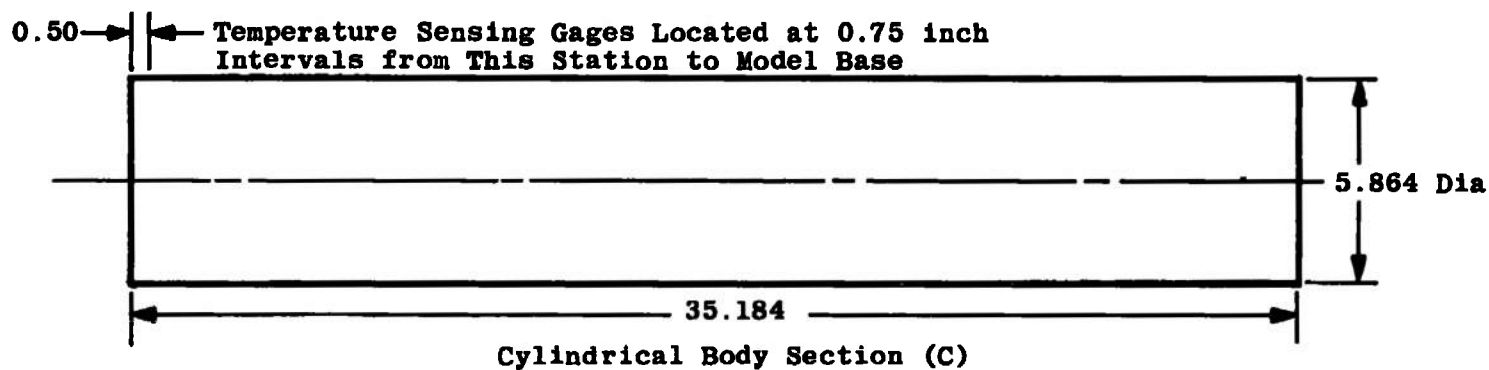 0.50 Temperature Sensing Gages Located at 0.75 inch
Intervals from This Station to Model Base
5.864 Dia
35.184
Cylindrical Body Section (C)